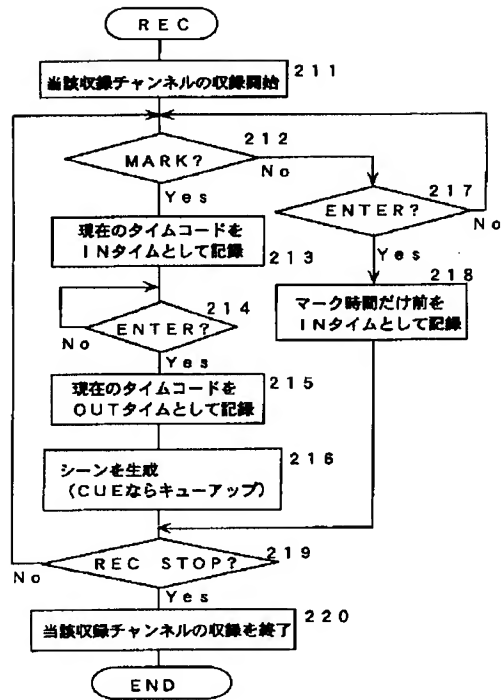 REC
当該収録チャンネルの収録開始
211
MARK?
212
Yes
No
現在のタイムコードを
INタイムとして記録
213
ENTER?
214
No
Yes
現在のタイムコードを
OUTタイムとして記録
215
シーンを生成
(CUEならキューアップ)
216
ENTER?
217
No
Yes
マーク時間だけ前を
INタイムとして記録
218
REC STOP?
219
No
Yes
当該収録チャンネルの収録を終了
220
END